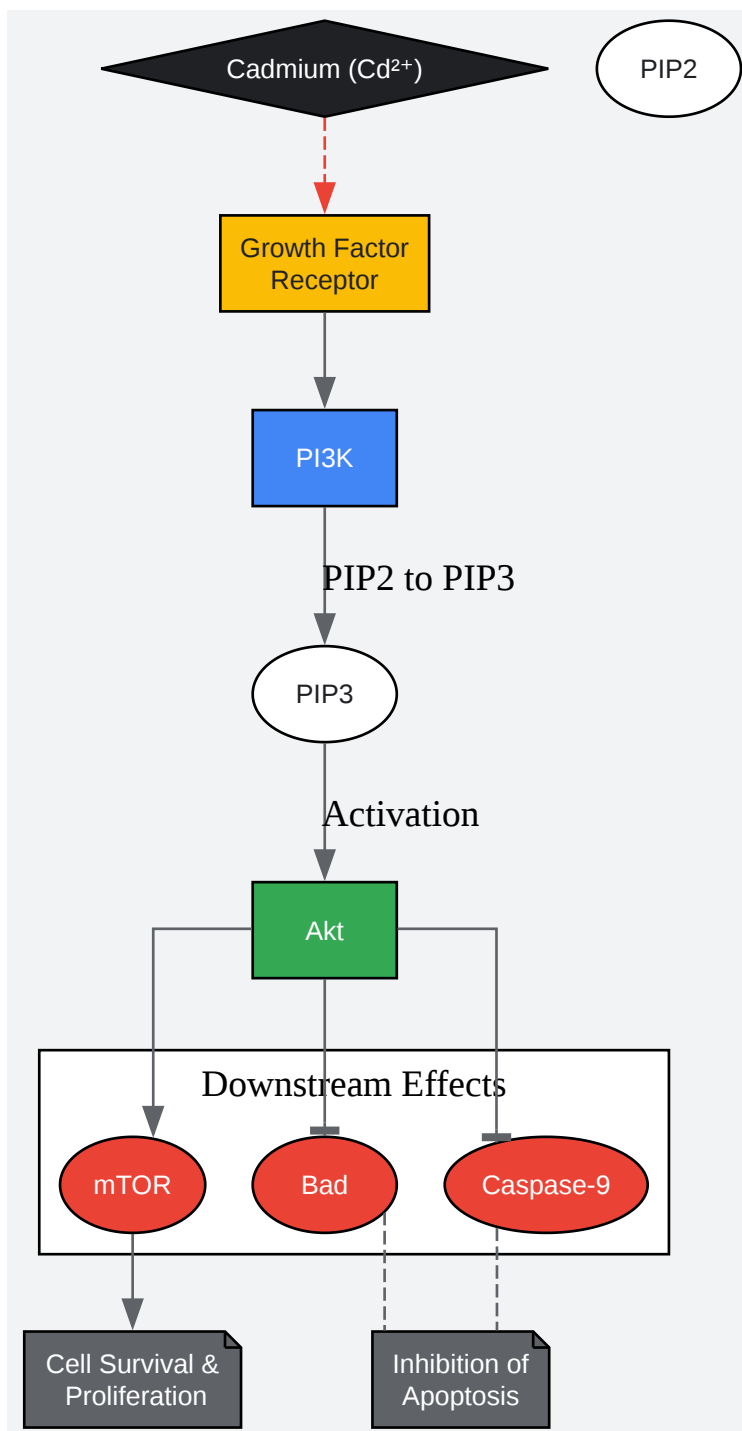 Cadmium (Cd²⁺)
PIP2
Growth Factor
Receptor
PI3K
PIP2 to PIP3
PIP3
Activation
Akt
Downstream Effects
mTOR
Bad
Caspase-9
Cell Survival &
Proliferation
Inhibition of
Apoptosis